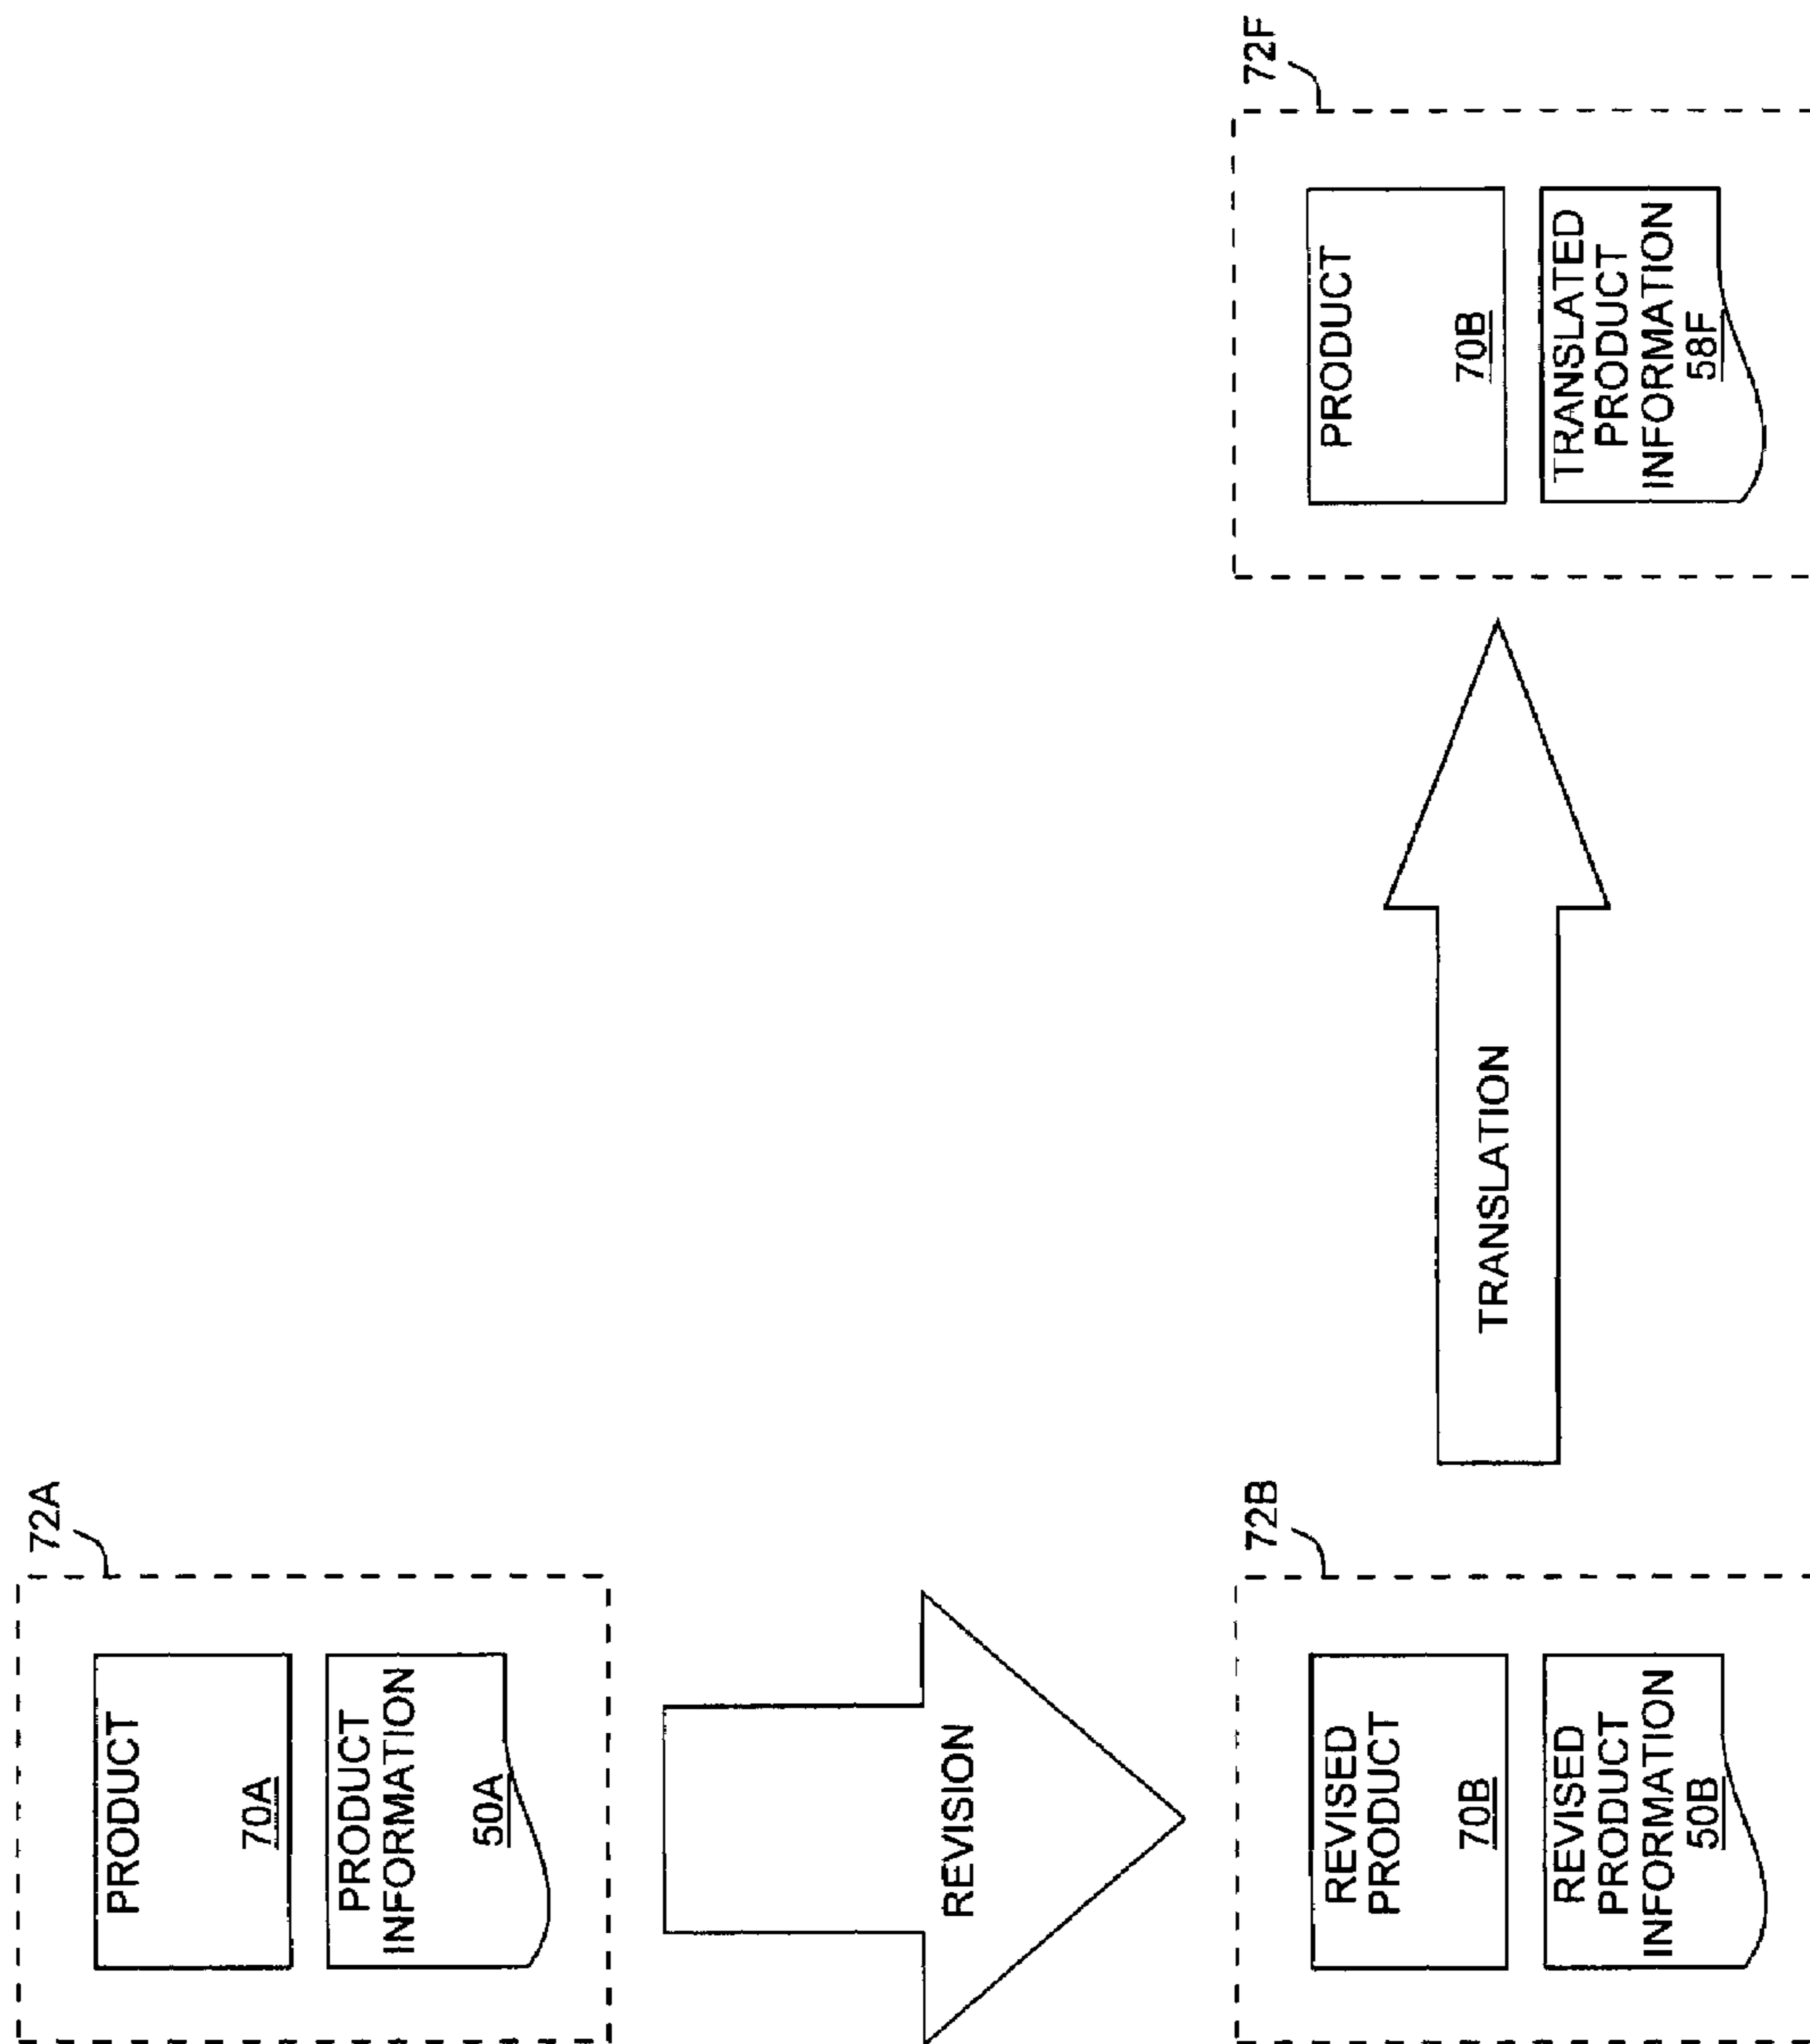 72A
PRODUCT
70A
PRODUCT
INFORMATION
50A
REVISION
72B
REVISED
PRODUCT
70B
REVISED
PRODUCT
INFORMATION
50B
TRANSLATION
72F
PRODUCT
70B
TRANSLATED
PRODUCT
INFORMATION
58F